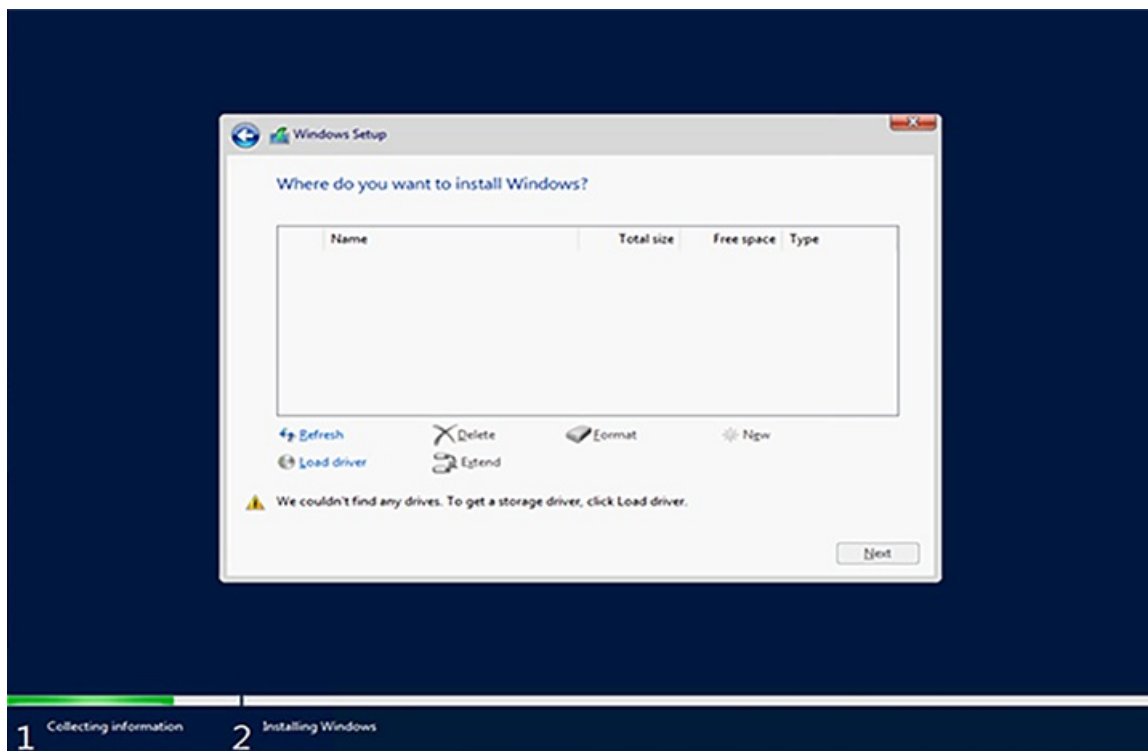 Windows Setup
Where do you want to install Windows?
Name Total size Free space Type
Refresh Delete Format New
Load driver Extend
We couldn't find any drives. To get a storage driver, click Load driver.
Next
1 Collecting information 2 Installing Windows